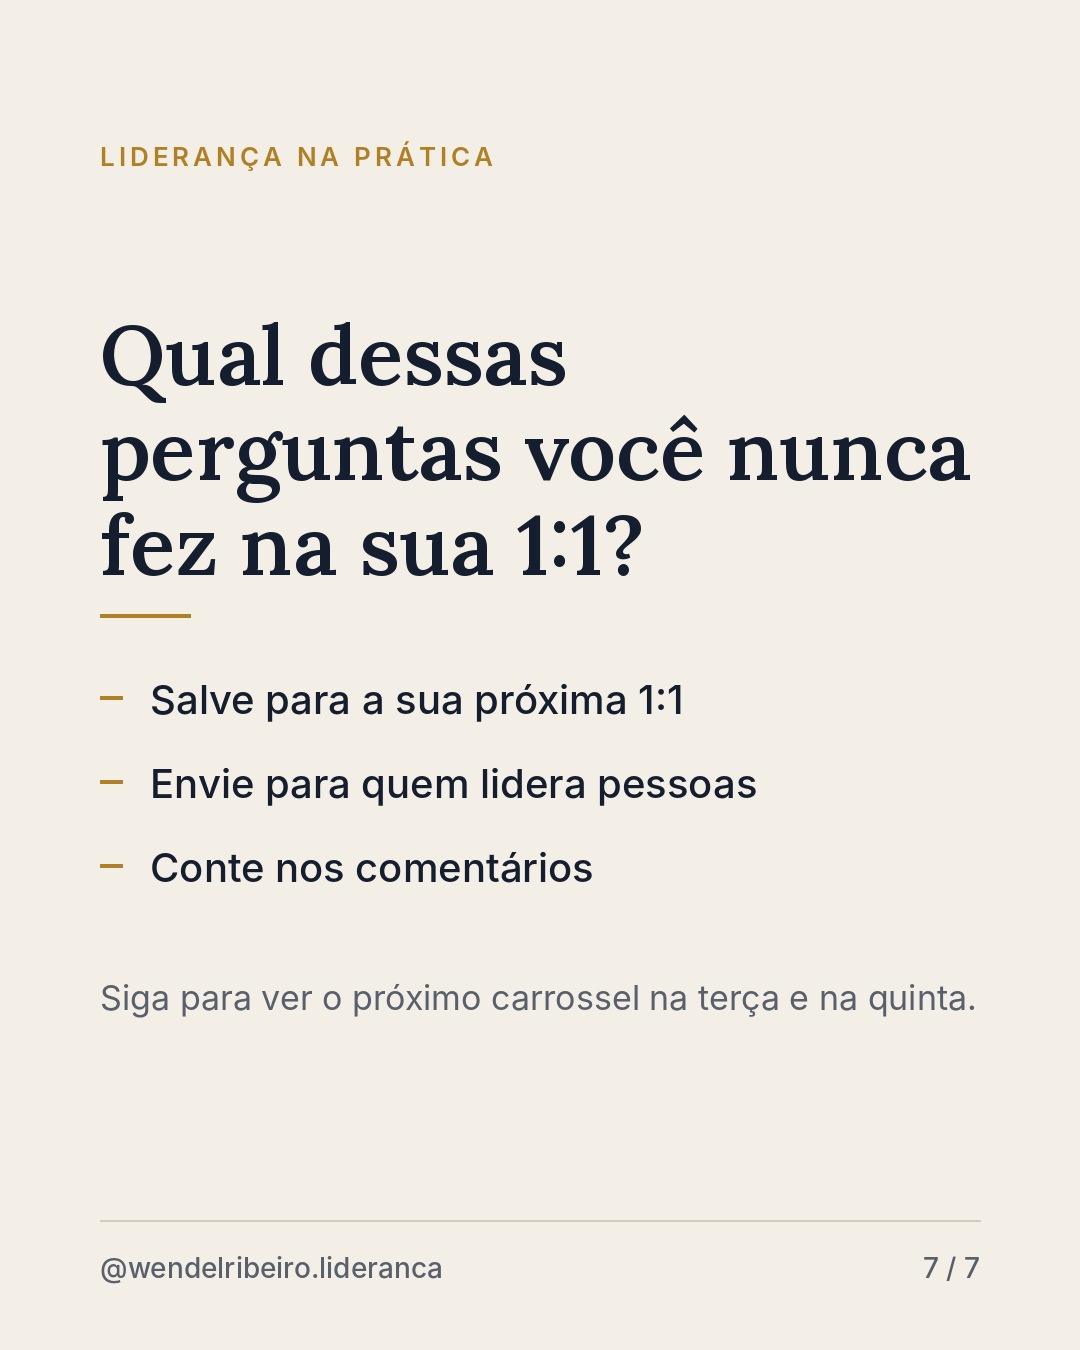 LIDERANÇA NA PRÁTICA
Qual dessas
perguntas você nunca
fez na sua 1:1?
– Salve para a sua próxima 1:1
– Envie para quem lidera pessoas
– Conte nos comentários
Siga para ver o próximo carrossel na terça e na quinta.
@wendelribeiro.lideranca
7 / 7